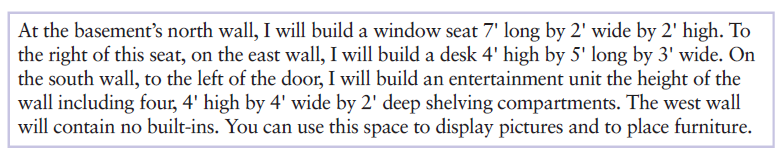 At the basement’s north wall, I will build a window seat 7' long by 2' wide by 2' high. To
the right of this seat, on the east wall, I will build a desk 4' high by 5' long by 3' wide. On
the south wall, to the left of the door, I will build an entertainment unit the height of the
wall including four, 4' high by 4' wide by 2' deep shelving compartments. The west wall
will contain no built-ins. You can use this space to display pictures and to place furniture.